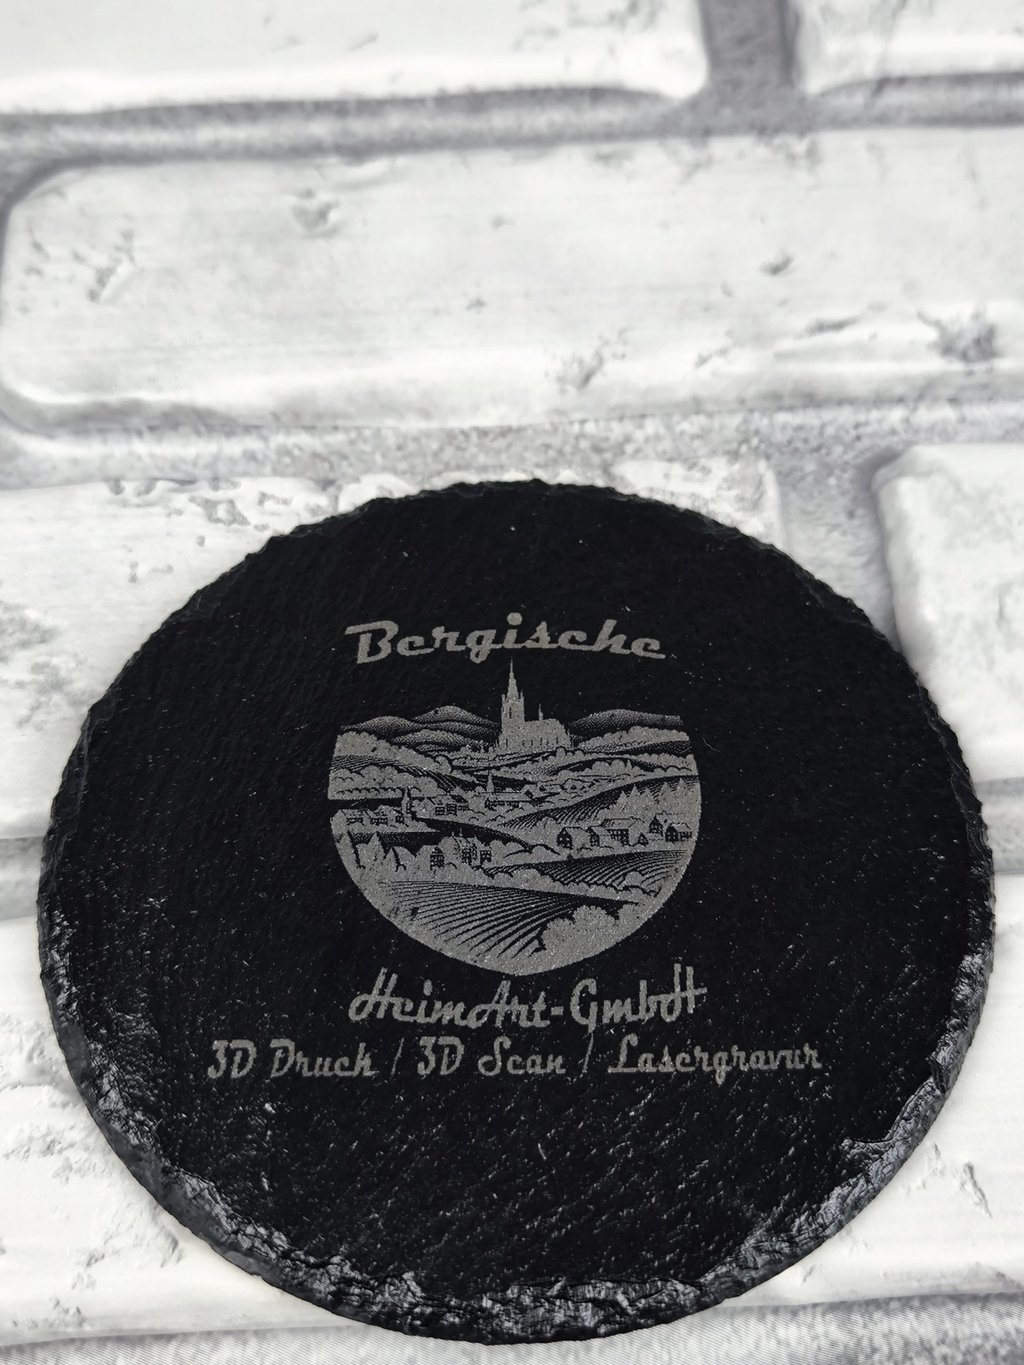 Bergische
HeimArt-GmbH
3D Druck / 3D Scan / Lasergravur